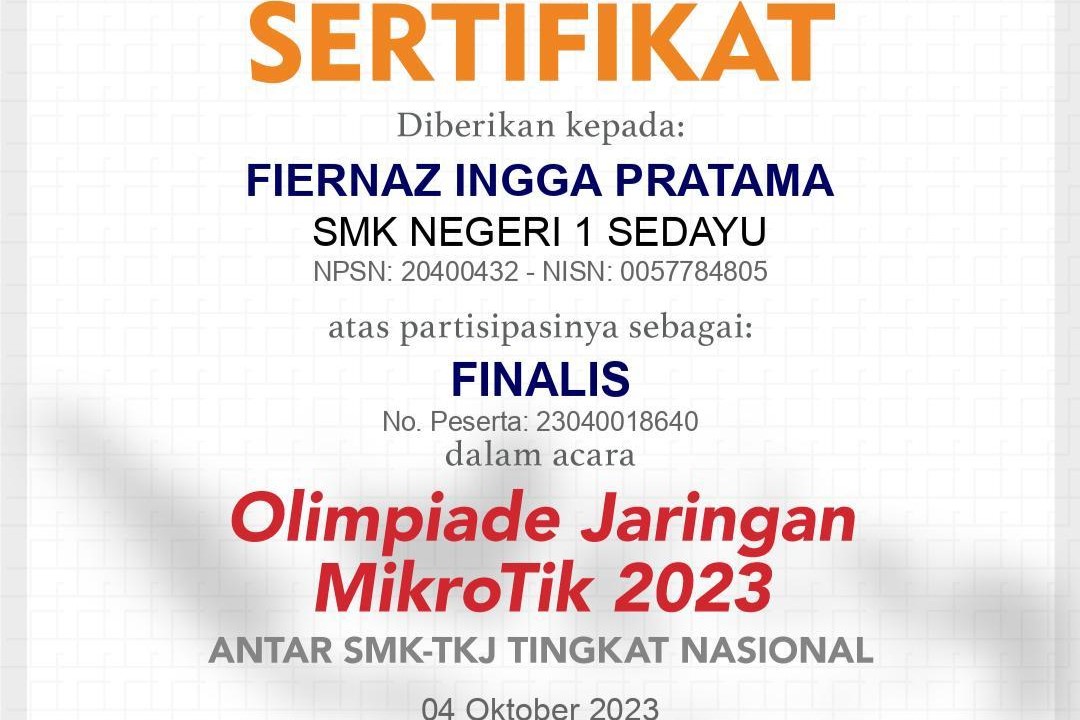 SERTIFIKAT
Diberikan kepada:
FIERNAZ INGGA PRATAMA
SMK NEGERI 1 SEDAYU
NPSN: 20400432 - NISN: 0057784805
atas partisipasinya sebagai:
FINALIS
No. Peserta: 23040018640
dalam acara
Olimpiade Jaringan
MikroTik 2023
ANTAR SMK-TKJ TINGKAT NASIONAL
04 Oktober 2023